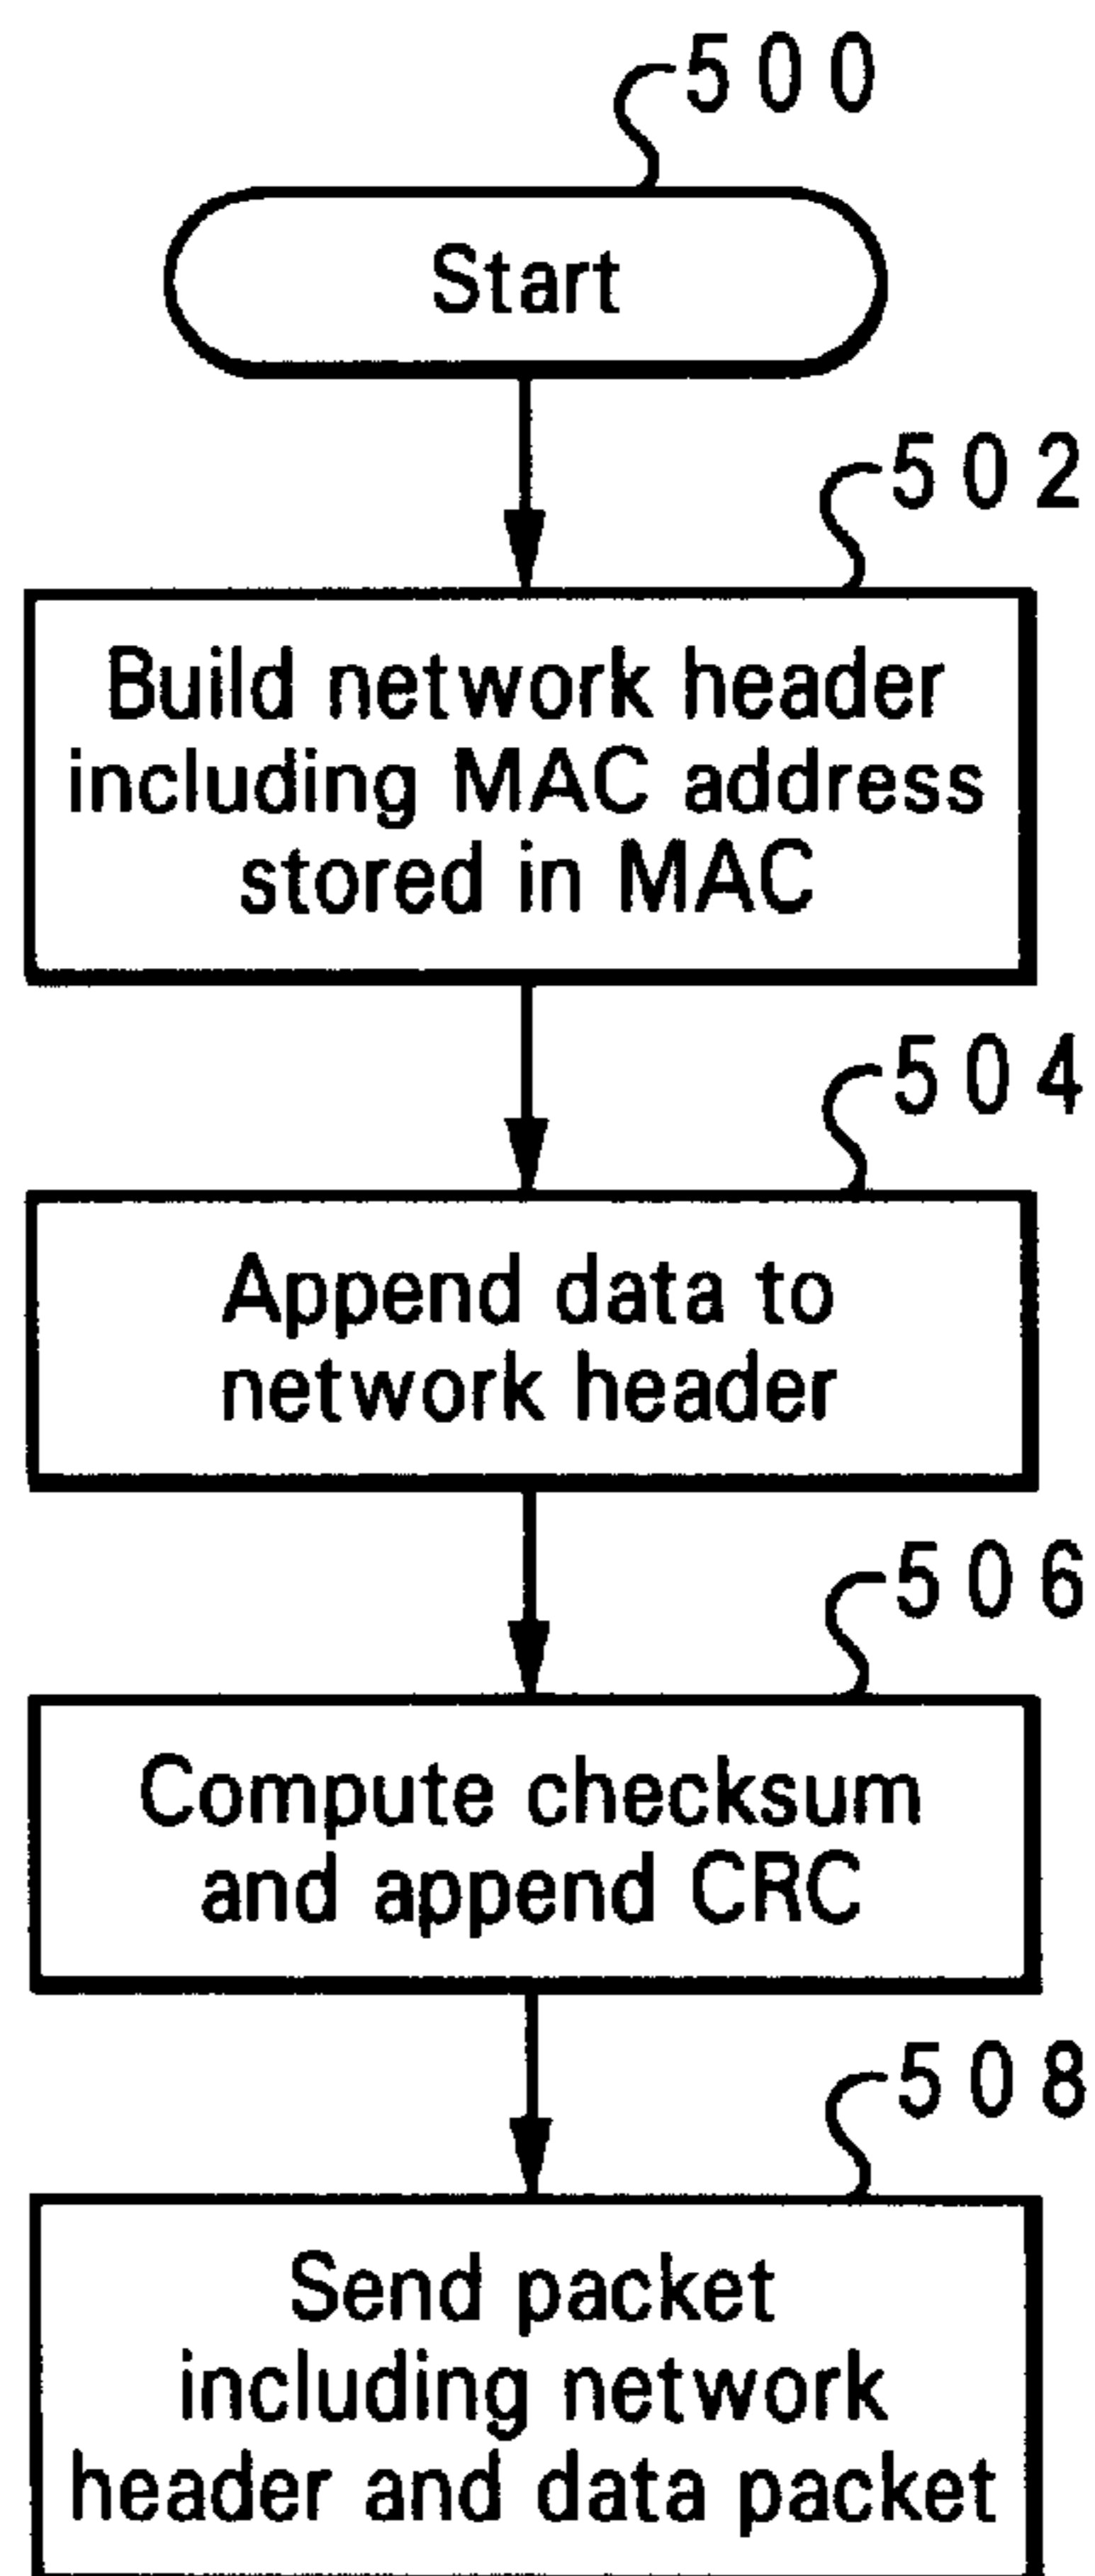 500
Start
502
Build network header
including MAC address
stored in MAC
504
Append data to
network header
506
Compute checksum
and append CRC
508
Send packet
including network
header and data packet